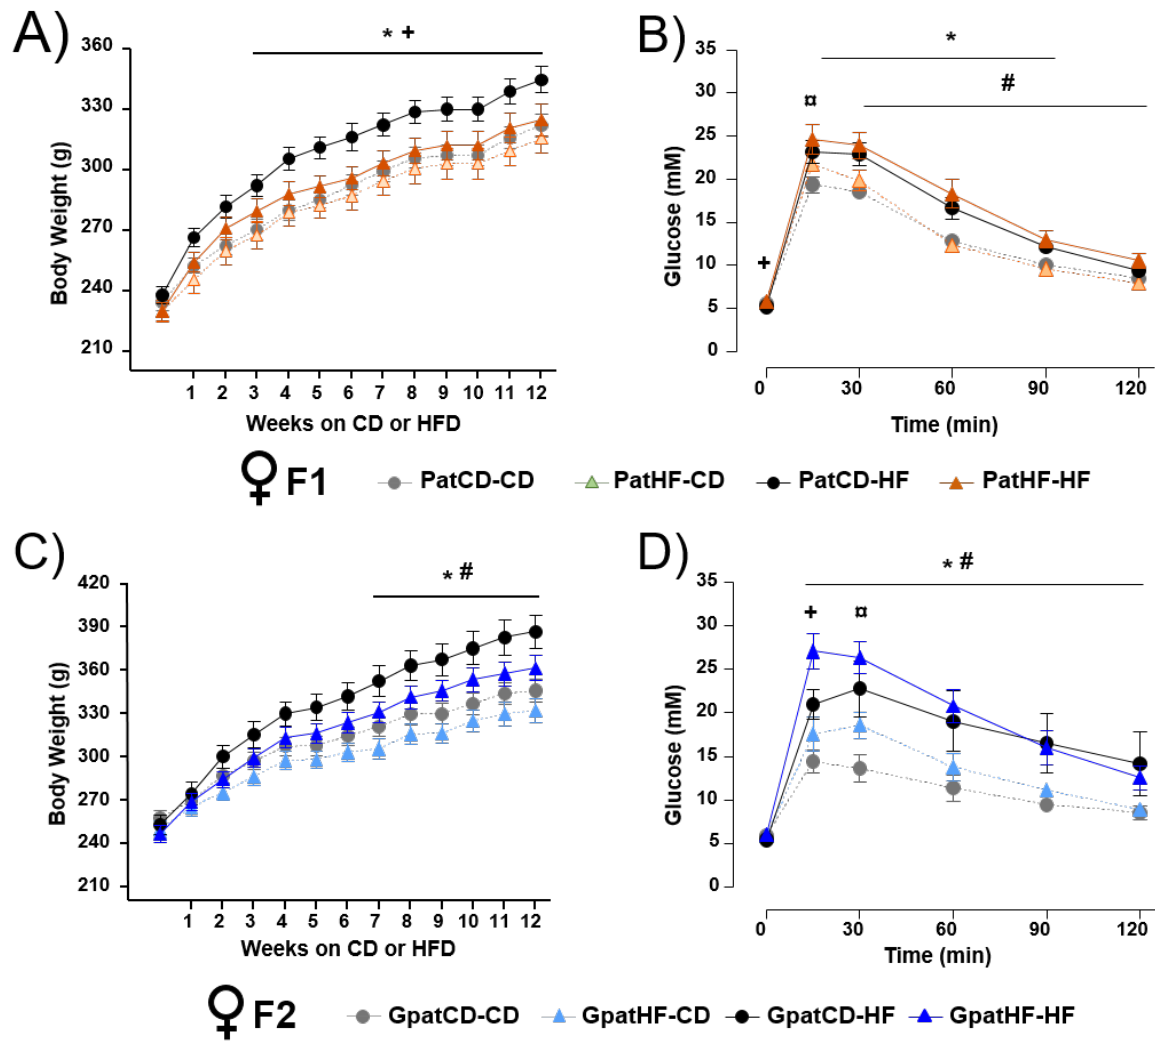 A)
* +
Body Weight (g)
360
330
300
270
240
210
1 2 3 4 5 6 7 8 9 10 11 12
Weeks on CD or HFD
B)
*
#
¤
+
Glucose (mM)
35
30
25
20
15
10
5
0
0 30 60 90 120
Time (min)
♀ F1 PatCD-CD PatHF-CD PatCD-HF PatHF-HF
C)
* #
Body Weight (g)
420
390
360
330
300
270
240
210
1 2 3 4 5 6 7 8 9 10 11 12
Weeks on CD or HFD
D)
* #
+ ¤
Glucose (mM)
35
30
25
20
15
10
5
0
0 30 60 90 120
Time (min)
♀ F2 GpatCD-CD GpatHF-CD GpatCD-HF GpatHF-HF